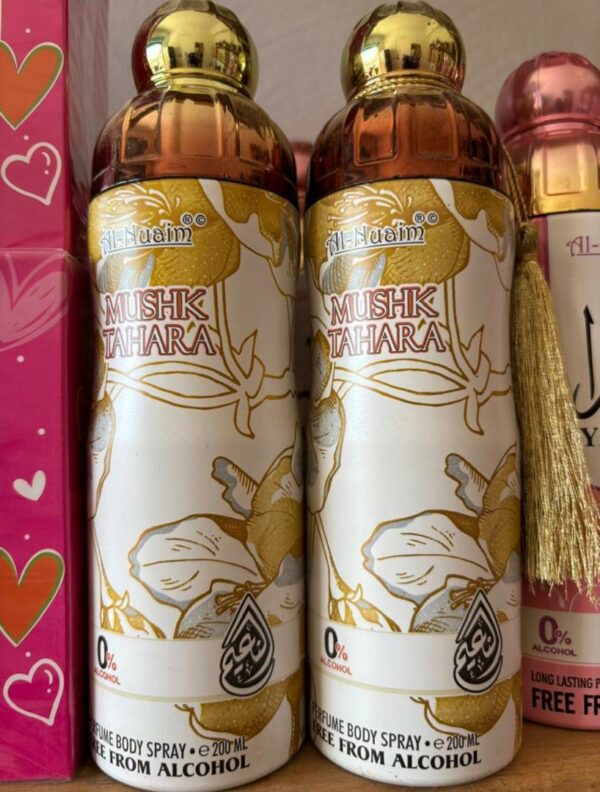 Al-Nuaim ®©
MUSHK
TAHARA
0%
ALCOHOL
PERFUME BODY SPRAY • e 200 ML
FREE FROM ALCOHOL
Al-Nuaim ®©
MUSHK
TAHARA
0%
ALCOHOL
PERFUME BODY SPRAY • e 200 ML
FREE FROM ALCOHOL
Al-
0%
ALCOHOL
LONG LASTING
FREE